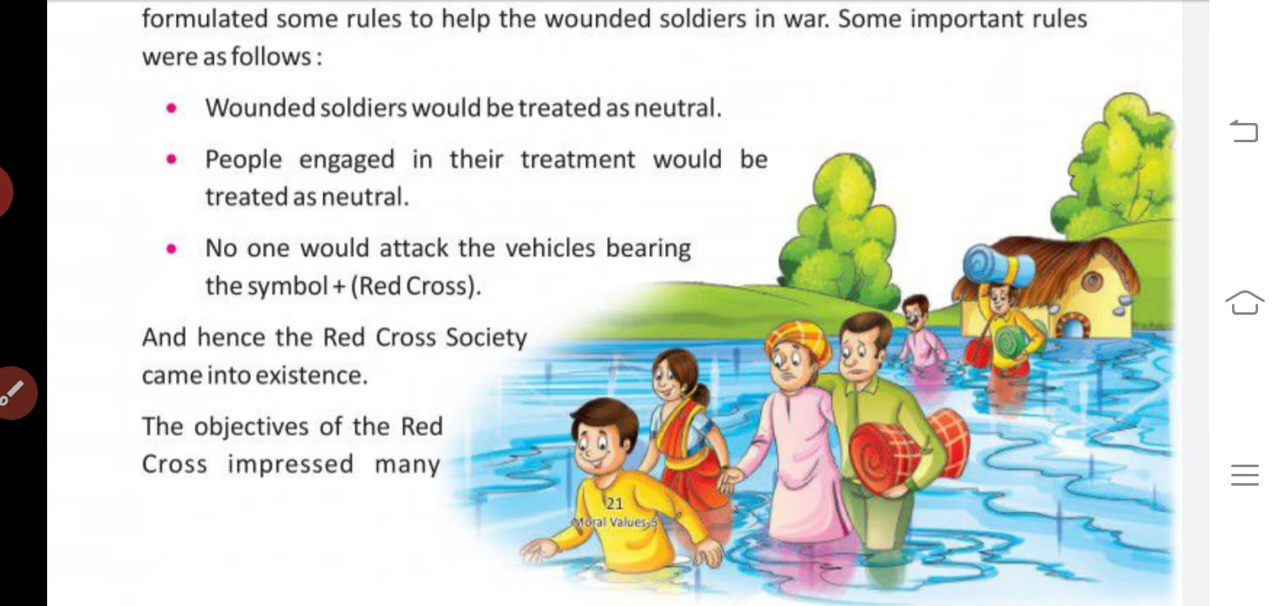 formulated some rules to help the wounded soldiers in war. Some important rules
were as follows :
• Wounded soldiers would be treated as neutral.
• People engaged in their treatment would be
treated as neutral.
• No one would attack the vehicles bearing
the symbol + (Red Cross).
And hence the Red Cross Society
came into existence.
The objectives of the Red
Cross impressed many
21
Moral Values-5